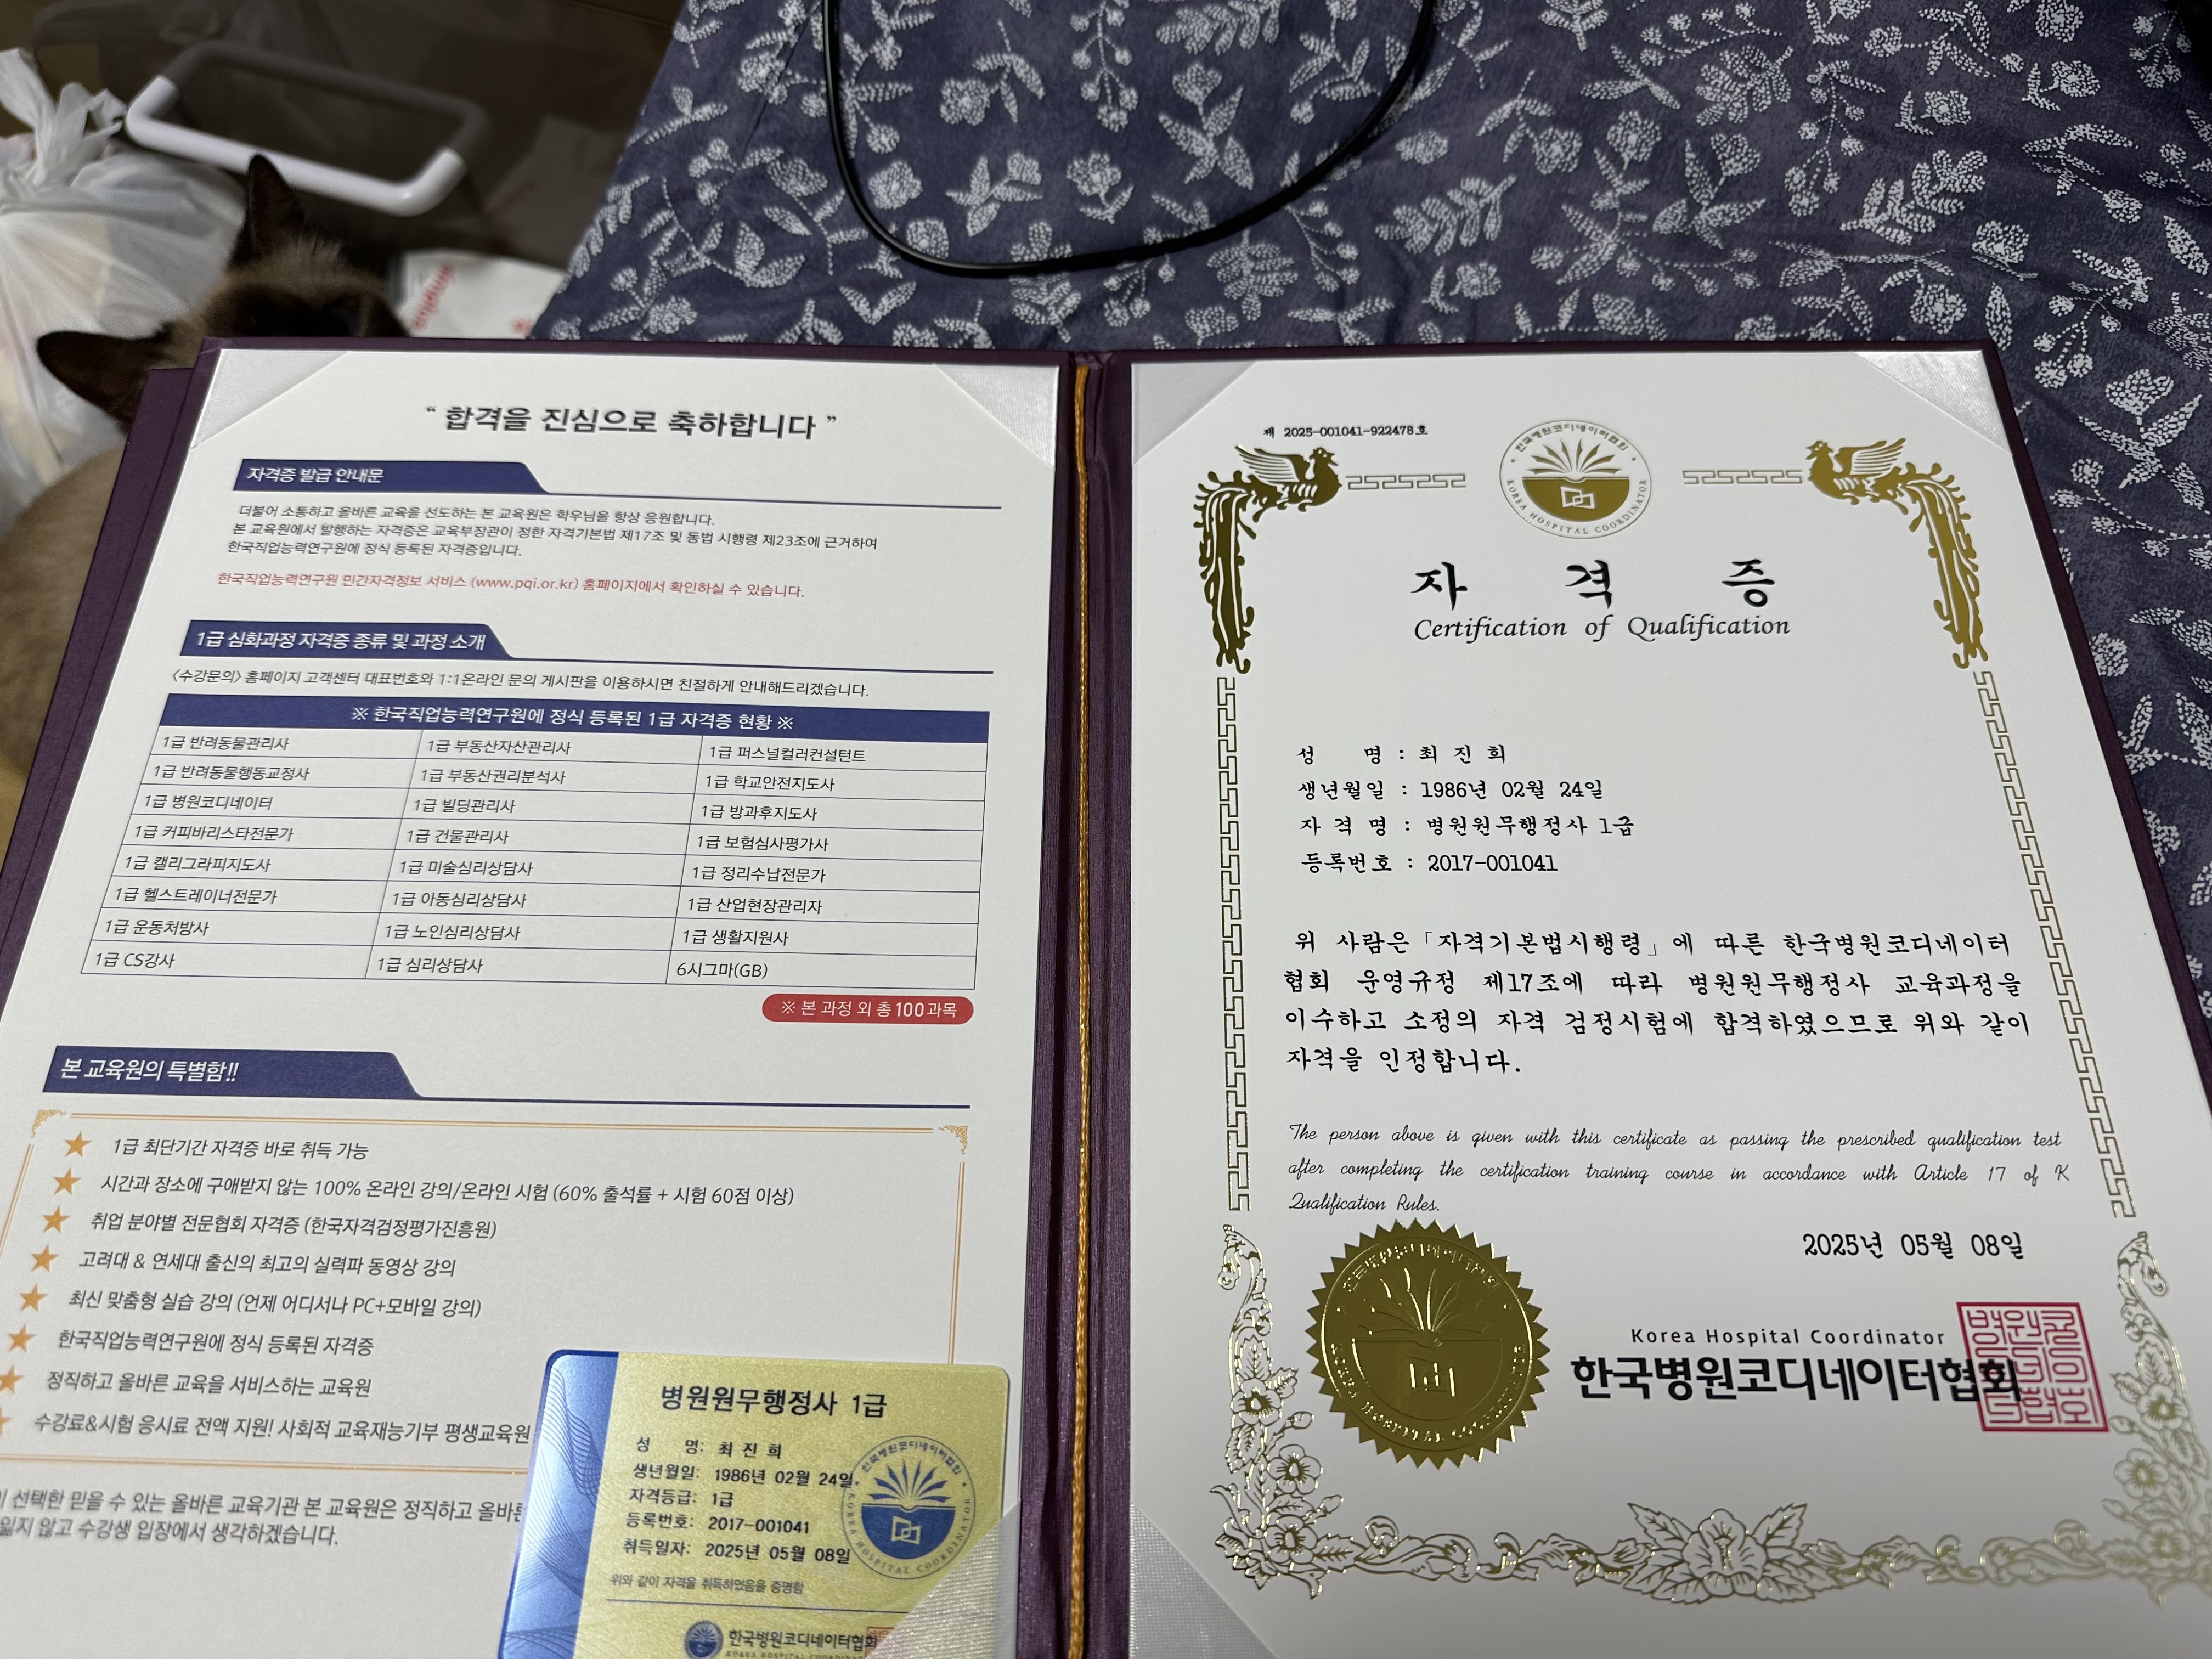 “ 합격을 진심으로 축하합니다 ”
자격증 발급 안내문
더불어 소통하고 올바른 교육을 선도하는 본 교육원은 학우님을 항상 응원합니다.
본 교육원에서 발행하는 자격증은 교육부장관이 정한 자격기본법 제17조 및 동법 시행령 제23조에 근거하여
한국직업능력연구원에 정식 등록된 자격증입니다.
한국직업능력연구원 민간자격정보 서비스 (www.pqi.or.kr) 홈페이지에서 확인하실 수 있습니다.
1급 심화과정 자격증 종류 및 과정 소개
<수강문의> 홈페이지 고객센터 대표번호와 1:1온라인 문의 게시판을 이용하시면 친절하게 안내해드리겠습니다.
※ 한국직업능력연구원에 정식 등록된 1급 자격증 현황 ※
1급 반려동물관리사 1급 부동산자산관리사 1급 퍼스널컬러컨설턴트
1급 반려동물행동교정사 1급 부동산권리분석사 1급 학교안전지도사
1급 병원코디네이터 1급 빌딩관리사 1급 방과후지도사
1급 커피바리스타전문가 1급 건물관리사 1급 보험심사평가사
1급 캘리그라피지도사 1급 미술심리상담사 1급 정리수납전문가
1급 헬스트레이너전문가 1급 아동심리상담사 1급 산업현장관리자
1급 운동처방사 1급 노인심리상담사 1급 생활지원사
1급 CS강사 1급 심리상담사 6시그마(GB)
※ 본 과정 외 총 100과목
본 교육원의 특별함!!
1급 최단기간 자격증 바로 취득 가능
시간과 장소에 구애받지 않는 100% 온라인 강의/온라인 시험 (60% 출석률 + 시험 60점 이상)
취업 분야별 전문협회 자격증 (한국자격검정평가진흥원)
고려대 & 연세대 출신의 최고의 실력파 동영상 강의
최신 맞춤형 실습 강의 (언제 어디서나 PC+모바일 강의)
한국직업능력연구원에 정식 등록된 자격증
정직하고 올바른 교육을 서비스하는 교육원
수강료&시험 응시료 전액 지원! 사회적 교육재능기부 평생교육원
선택한 믿을 수 있는 올바른 교육기관 본 교육원은 정직하고 올바른
잃지 않고 수강생 입장에서 생각하겠습니다.
병원원무행정사 1급
성 명: 최 진 희
생년월일: 1986년 02월 24일
자격등급: 1급
등록번호: 2017-001041
취득일자: 2025년 05월 08일
위와 같이 자격을 취득하였음을 증명함
한국병원코디네이터협회
KOREA HOSPITAL COORDINATOR
한국병원코디네이터협회
제 2025-001041-922478호
한국병원코디네이터협회
KOREA HOSPITAL COORDINATOR
자 격 증
Certification of Qualification
성 명 : 최 진 희
생년월일 : 1986년 02월 24일
자 격 명 : 병원원무행정사 1급
등록번호 : 2017-001041
위 사람은 「자격기본법시행령」에 따른 한국병원코디네이터
협회 운영규정 제17조에 따라 병원원무행정사 교육과정을
이수하고 소정의 자격 검정시험에 합격하였으므로 위와 같이
자격을 인정합니다.
The person above is given with this certificate as passing the prescribed qualification test
after completing the certification training course in accordance with Article 17 of K
Qualification Rules.
2025년 05월 08일
Korea Hospital Coordinator
한국병원코디네이터협회